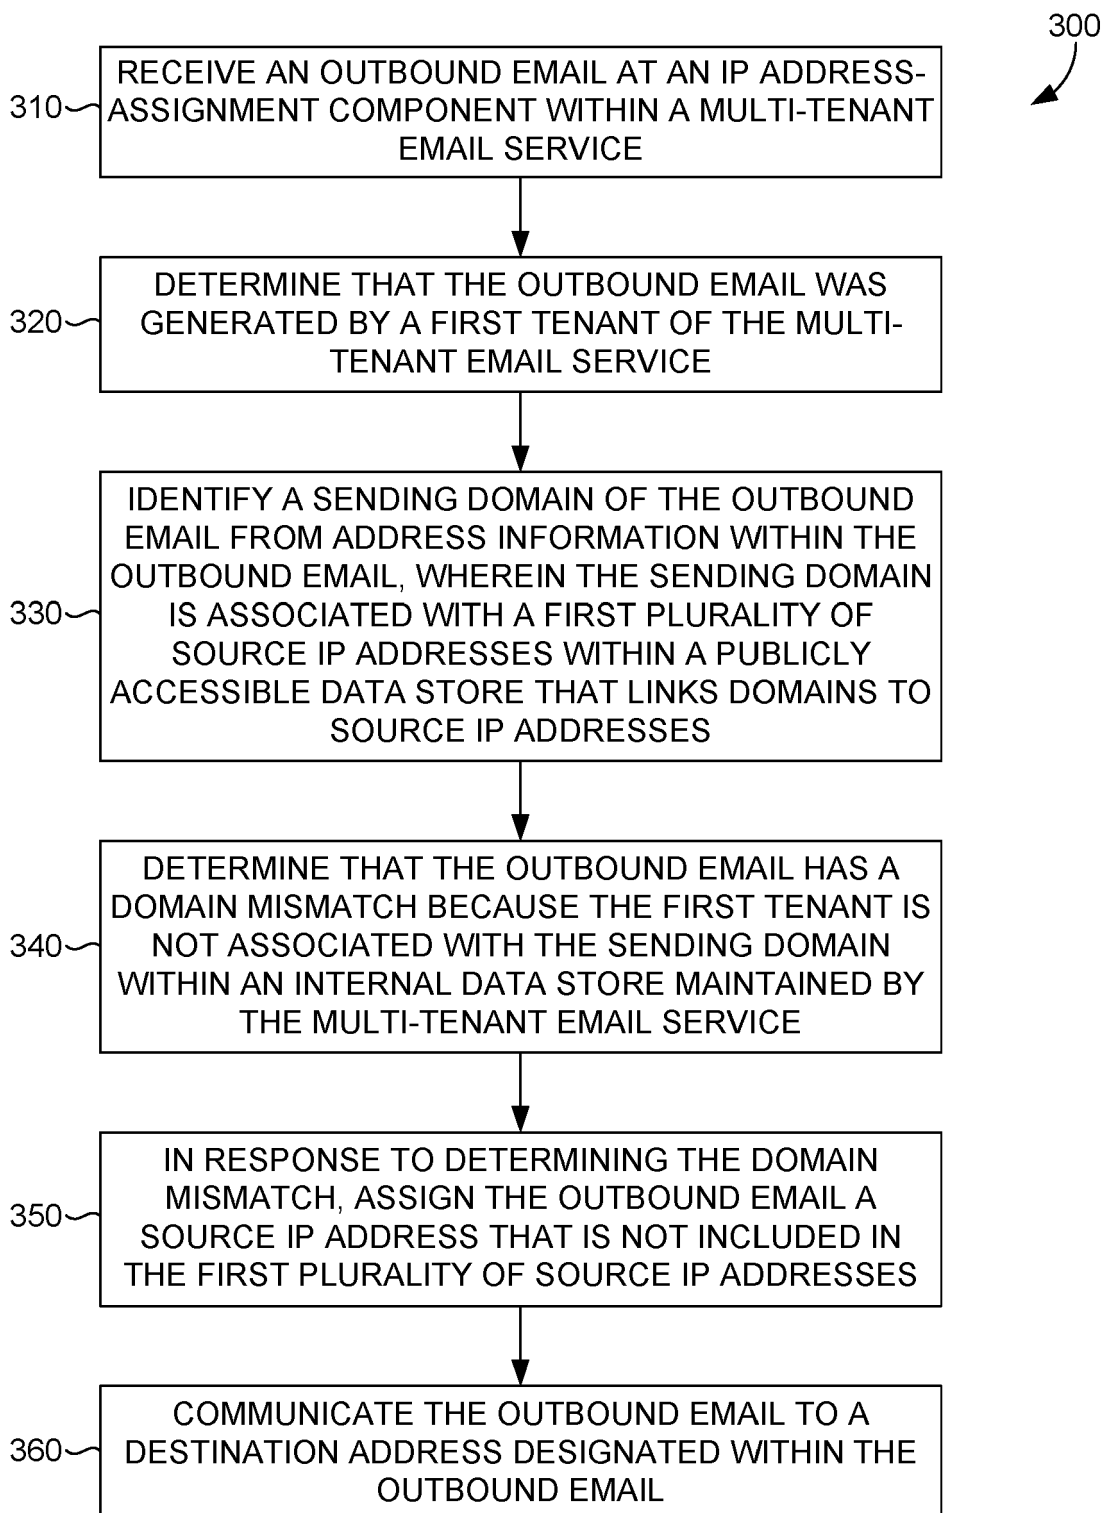 300
310
RECEIVE AN OUTBOUND EMAIL AT AN IP ADDRESS-
ASSIGNMENT COMPONENT WITHIN A MULTI-TENANT
EMAIL SERVICE
320
DETERMINE THAT THE OUTBOUND EMAIL WAS
GENERATED BY A FIRST TENANT OF THE MULTI-
TENANT EMAIL SERVICE
330
IDENTIFY A SENDING DOMAIN OF THE OUTBOUND
EMAIL FROM ADDRESS INFORMATION WITHIN THE
OUTBOUND EMAIL, WHEREIN THE SENDING DOMAIN
IS ASSOCIATED WITH A FIRST PLURALITY OF
SOURCE IP ADDRESSES WITHIN A PUBLICLY
ACCESSIBLE DATA STORE THAT LINKS DOMAINS TO
SOURCE IP ADDRESSES
340
DETERMINE THAT THE OUTBOUND EMAIL HAS A
DOMAIN MISMATCH BECAUSE THE FIRST TENANT IS
NOT ASSOCIATED WITH THE SENDING DOMAIN
WITHIN AN INTERNAL DATA STORE MAINTAINED BY
THE MULTI-TENANT EMAIL SERVICE
350
IN RESPONSE TO DETERMINING THE DOMAIN
MISMATCH, ASSIGN THE OUTBOUND EMAIL A
SOURCE IP ADDRESS THAT IS NOT INCLUDED IN
THE FIRST PLURALITY OF SOURCE IP ADDRESSES
360
COMMUNICATE THE OUTBOUND EMAIL TO A
DESTINATION ADDRESS DESIGNATED WITHIN THE
OUTBOUND EMAIL